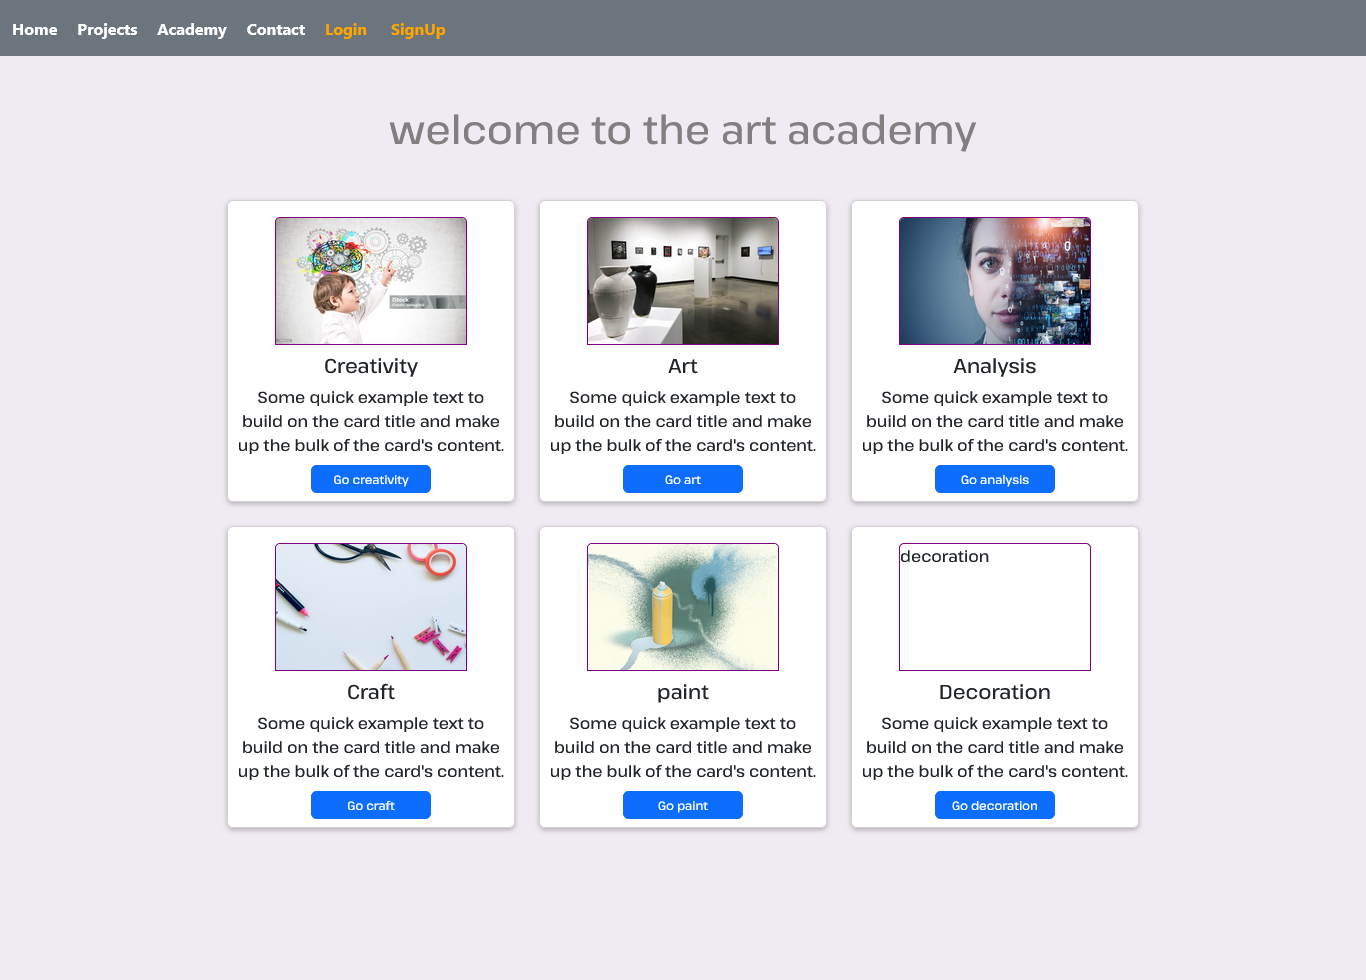 Home Projects Academy Contact Login SignUp
welcome to the art academy
iStock
Creativity
Some quick example text to
build on the card title and make
up the bulk of the card's content.
Go creativity
Art
Some quick example text to
build on the card title and make
up the bulk of the card's content.
Go art
Analysis
Some quick example text to
build on the card title and make
up the bulk of the card's content.
Go analysis
Craft
Some quick example text to
build on the card title and make
up the bulk of the card's content.
Go craft
paint
Some quick example text to
build on the card title and make
up the bulk of the card's content.
Go paint
decoration
Decoration
Some quick example text to
build on the card title and make
up the bulk of the card's content.
Go decoration